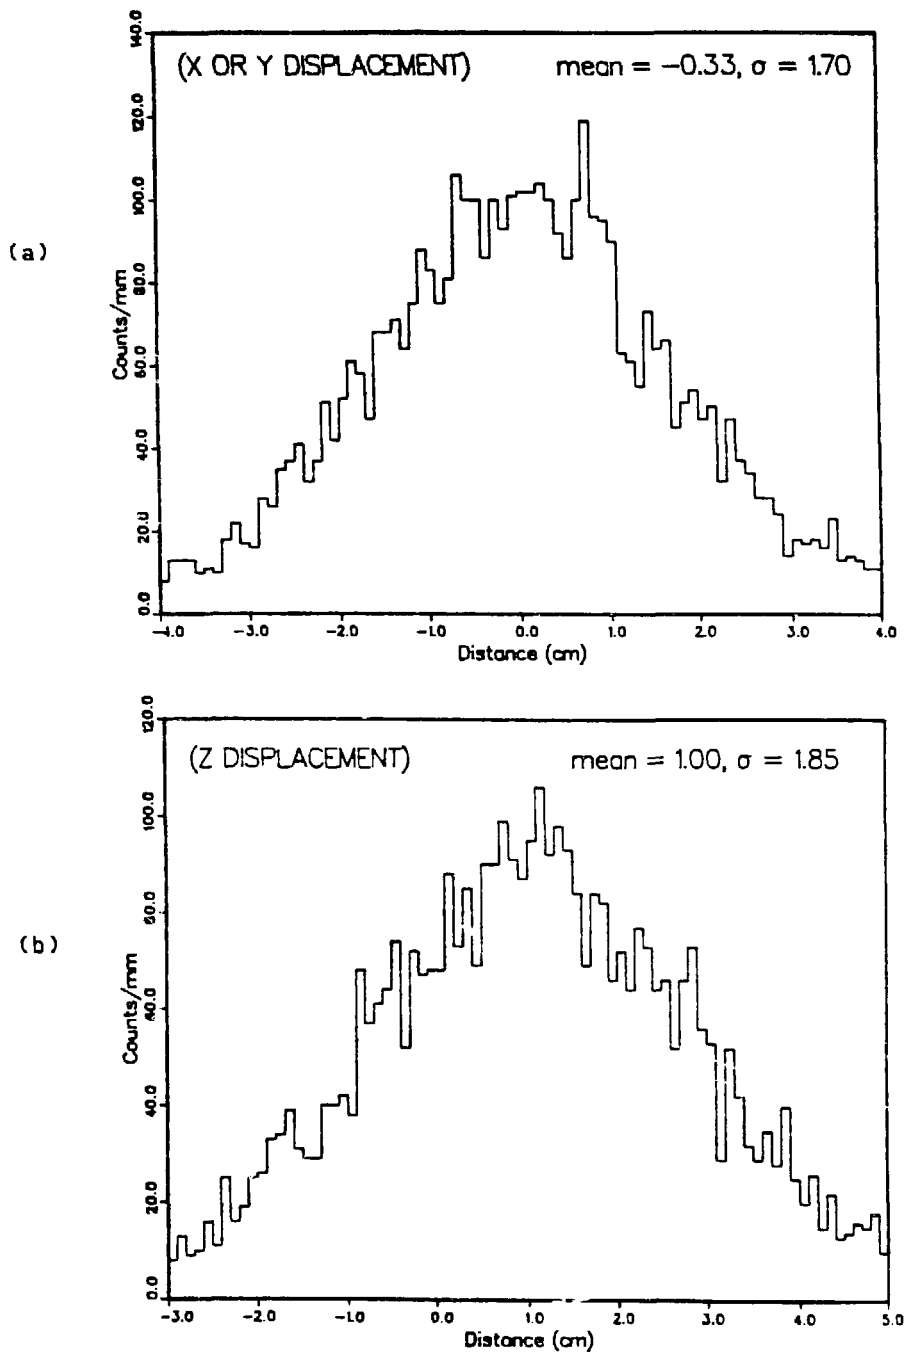 (a)
(X OR Y DISPLACEMENT)
mean = −0.33, σ = 1.70
Counts/mm
140.0
120.0
100.0
80.0
60.0
40.0
20.0
0.0
−4.0 −3.0 −2.0 −1.0 0.0 1.0 2.0 3.0 4.0
Distance (cm)
(b)
(Z DISPLACEMENT)
mean = 1.00, σ = 1.85
Counts/mm
120.0
100.0
80.0
60.0
40.0
20.0
0.0
−3.0 −2.0 −1.0 0.0 1.0 2.0 3.0 4.0 5.0
Distance (cm)